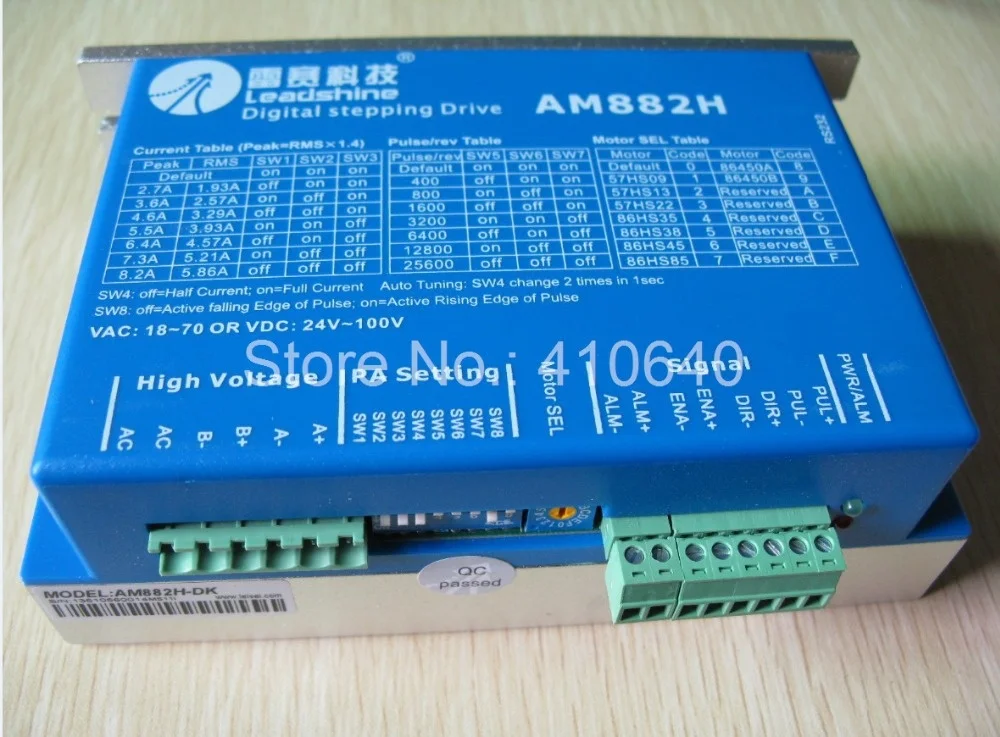 雷赛科技®
Leadshine
Digital stepping Drive
AM882H
RS232
Current Table (Peak=RMS×1.4)
Peak RMS SW1 SW2 SW3
Default on on on
2.7A 1.93A off on on
3.6A 2.57A on off on
4.6A 3.29A off off on
5.5A 3.93A on on off
6.4A 4.57A off on off
7.3A 5.21A on off off
8.2A 5.86A off off off
Pulse/rev Table
Pulse/rev SW5 SW6 SW7
Default on on on
400 off on on
800 on off on
1600 off off on
3200 on on off
6400 off on off
12800 on off off
25600 off off off
Motor SEL Table
Motor Code Motor Code
Default 0 86450A 8
57HS09 1 86450B 9
57HS13 2 Reserved A
57HS22 3 Reserved B
86HS35 4 Reserved C
86HS38 5 Reserved D
86HS45 6 Reserved E
86HS85 7 Reserved F
SW4: off=Half Current; on=Full Current Auto Tuning: SW4 change 2 times in 1sec
SW8: off=Active falling Edge of Pulse; on=Active Rising Edge of Pulse
VAC: 18~70 OR VDC: 24V~100V
Store No.: 410640
High Voltage
RA Setting
Motor SEL
Signal
PWR/ALM
AC AC B- B+ A- A+
SW1 SW2 SW3 SW4 SW5 SW6 SW7 SW8
ALM- ALM+ ENA- ENA+ DIR- DIR+ PUL- PUL+
QC
passed
MODEL:AM882H-DK